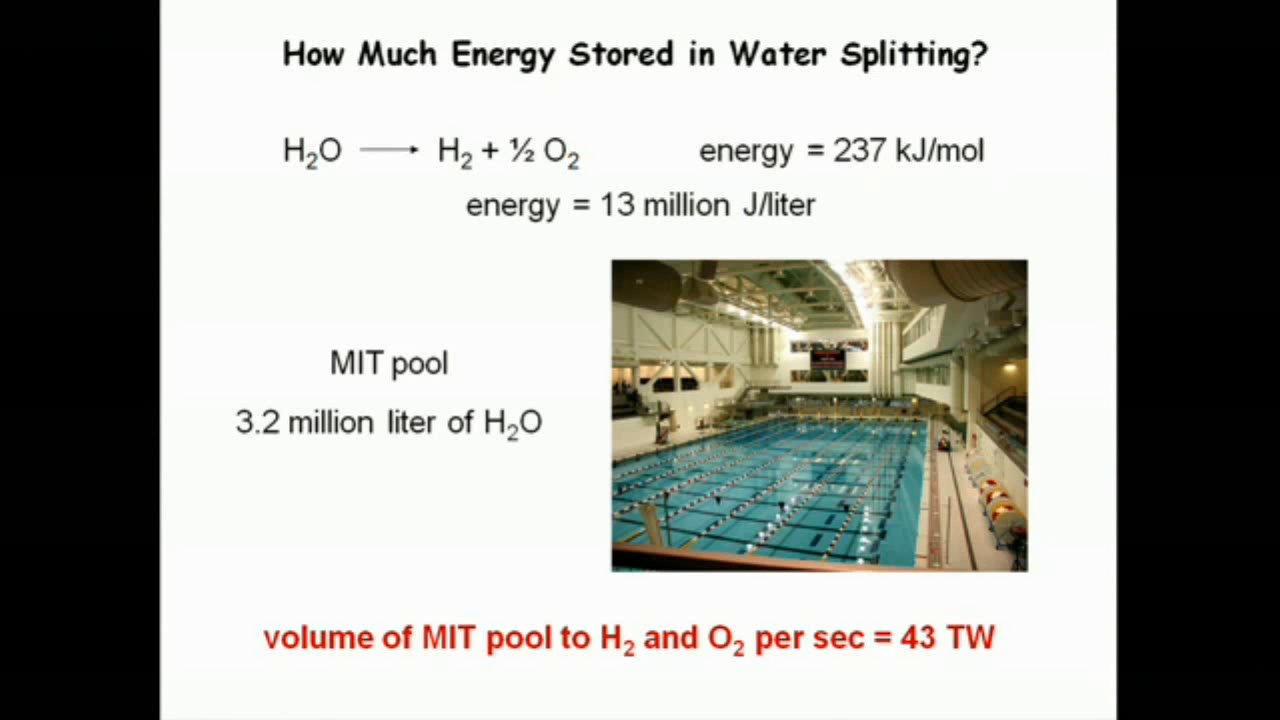 How Much Energy Stored in Water Splitting?
H₂O ⟶ H₂ + ½ O₂ energy = 237 kJ/mol
energy = 13 million J/liter
MIT pool
3.2 million liter of H₂O
volume of MIT pool to H₂ and O₂ per sec = 43 TW